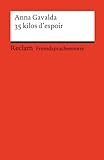 Anna Gavalda
35 kilos d'espoir
Reclam Fremdsprachentexte